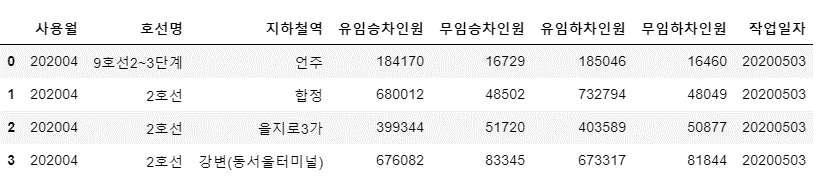 사용월 호선명 지하철역 유임승차인원 무임승차인원 유임하차인원 무임하차인원 작업일자
0 202004 9호선2~3단계 언주 184170 16729 185046 16460 20200503
1 202004 2호선 합정 680012 48502 732794 48049 20200503
2 202004 2호선 을지로3가 399344 51720 403589 50877 20200503
3 202004 2호선 강변(동서울터미널) 676082 83345 673317 81844 20200503